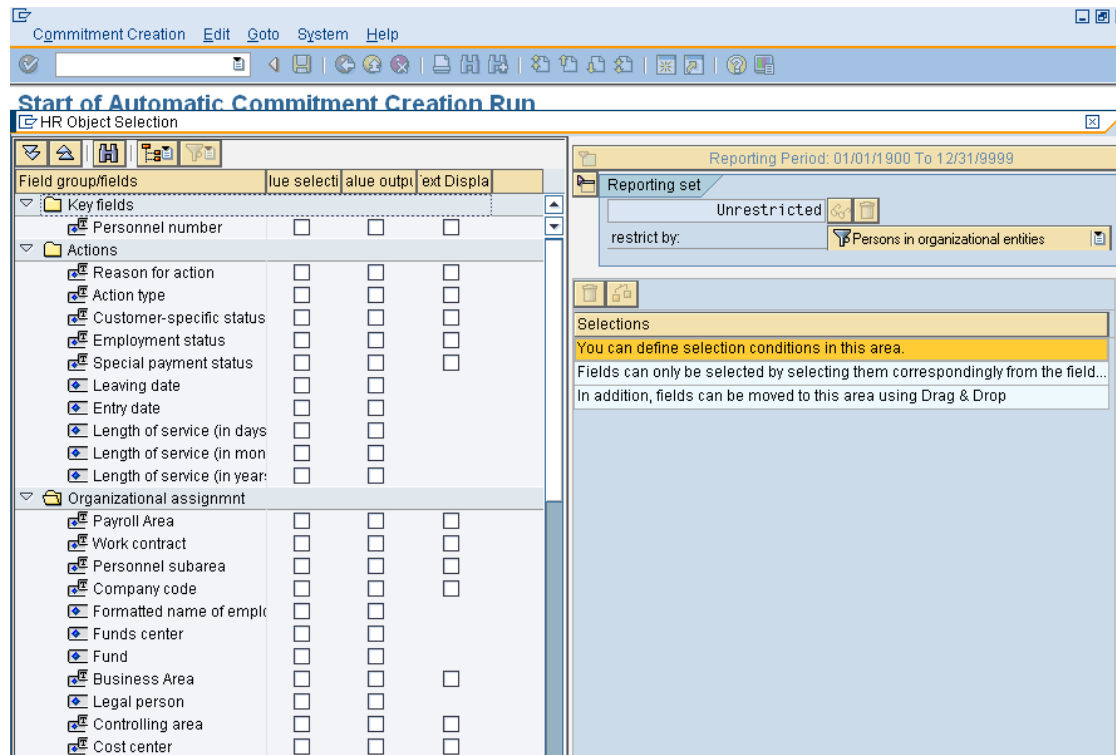 Commitment Creation Edit Goto System Help
Start of Automatic Commitment Creation Run
HR Object Selection
Field group/fields lue selecti alue outpu ext Displa
Key fields
Personnel number
Actions
Reason for action
Action type
Customer-specific status
Employment status
Special payment status
Leaving date
Entry date
Length of service (in days
Length of service (in mon
Length of service (in year
Organizational assignmnt
Payroll Area
Work contract
Personnel subarea
Company code
Formatted name of emplo
Funds center
Fund
Business Area
Legal person
Controlling area
Cost center
Reporting Period: 01/01/1900 To 12/31/9999
Reporting set
Unrestricted
restrict by: Persons in organizational entities
Selections
You can define selection conditions in this area.
Fields can only be selected by selecting them correspondingly from the field...
In addition, fields can be moved to this area using Drag & Drop